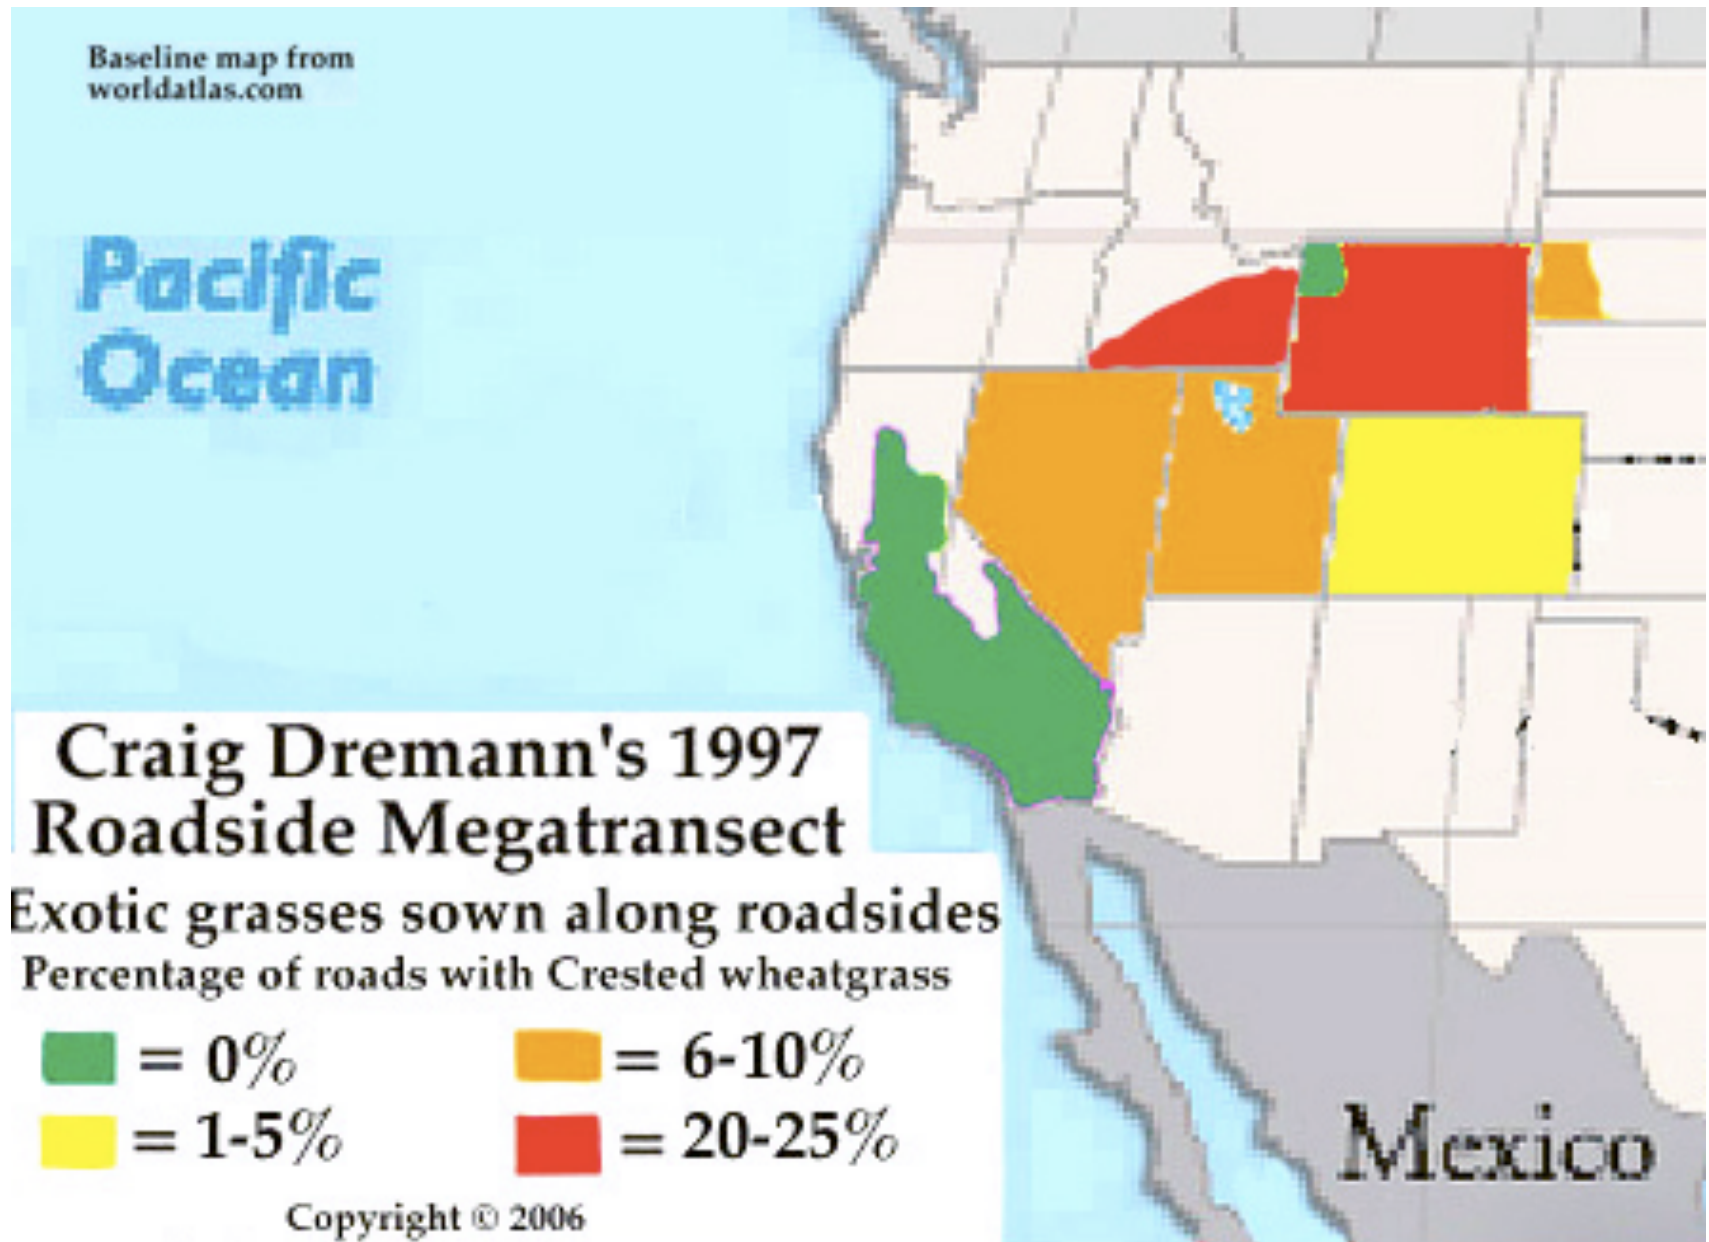 Baseline map from
worldatlas.com
Pacific
Ocean
Craig Dremann's 1997
Roadside Megatransect
Exotic grasses sown along roadsides
Percentage of roads with Crested wheatgrass
= 0%
= 6-10%
= 1-5%
= 20-25%
Copyright © 2006
Mexico